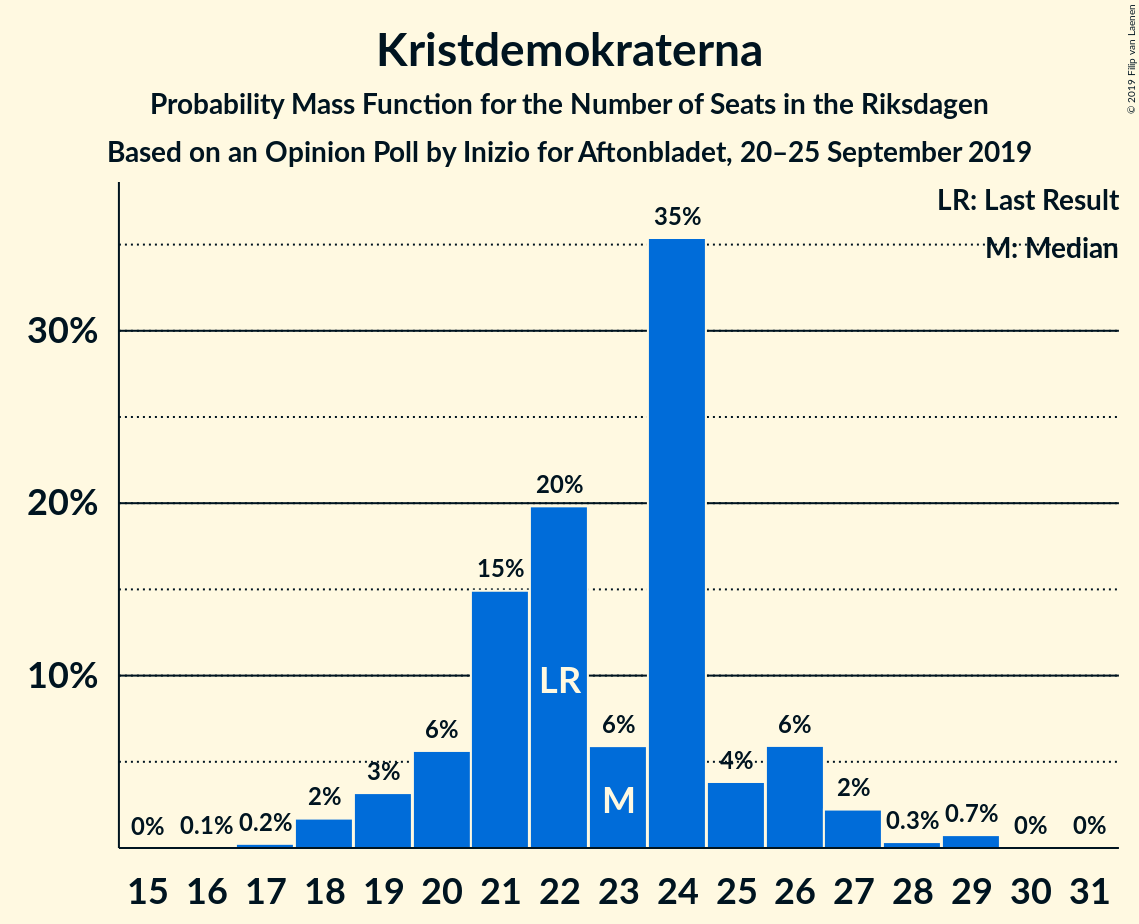 Kristdemokraterna
Probability Mass Function for the Number of Seats in the Riksdagen
Based on an Opinion Poll by Inizio for Aftonbladet, 20–25 September 2019
© 2019 Filip van Laenen
LR: Last Result
M: Median
30%
20%
10%
0% 0.1% 0.2% 2% 3% 6% 15% 20% 6% 35% 4% 6% 2% 0.3% 0.7% 0% 0%
LR
M
15 16 17 18 19 20 21 22 23 24 25 26 27 28 29 30 31